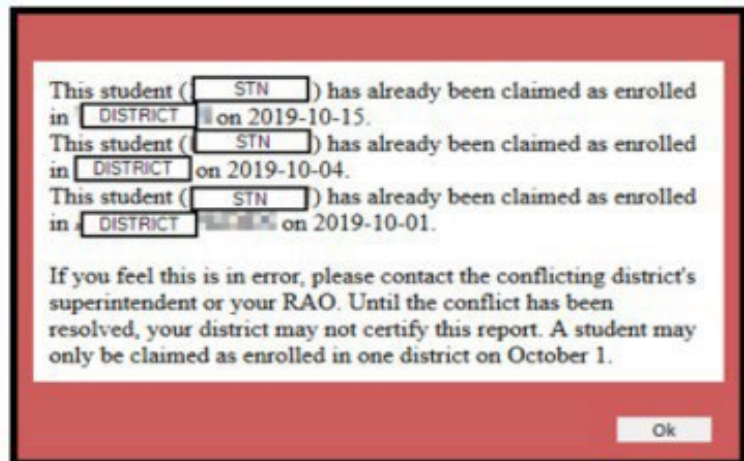 This student ( STN ) has already been claimed as enrolled
in DISTRICT on 2019-10-15.
This student ( STN ) has already been claimed as enrolled
in DISTRICT on 2019-10-04.
This student ( STN ) has already been claimed as enrolled
in DISTRICT on 2019-10-01.
If you feel this is in error, please contact the conflicting district's
superintendent or your RAO. Until the conflict has been
resolved, your district may not certify this report. A student may
only be claimed as enrolled in one district on October 1.
Ok